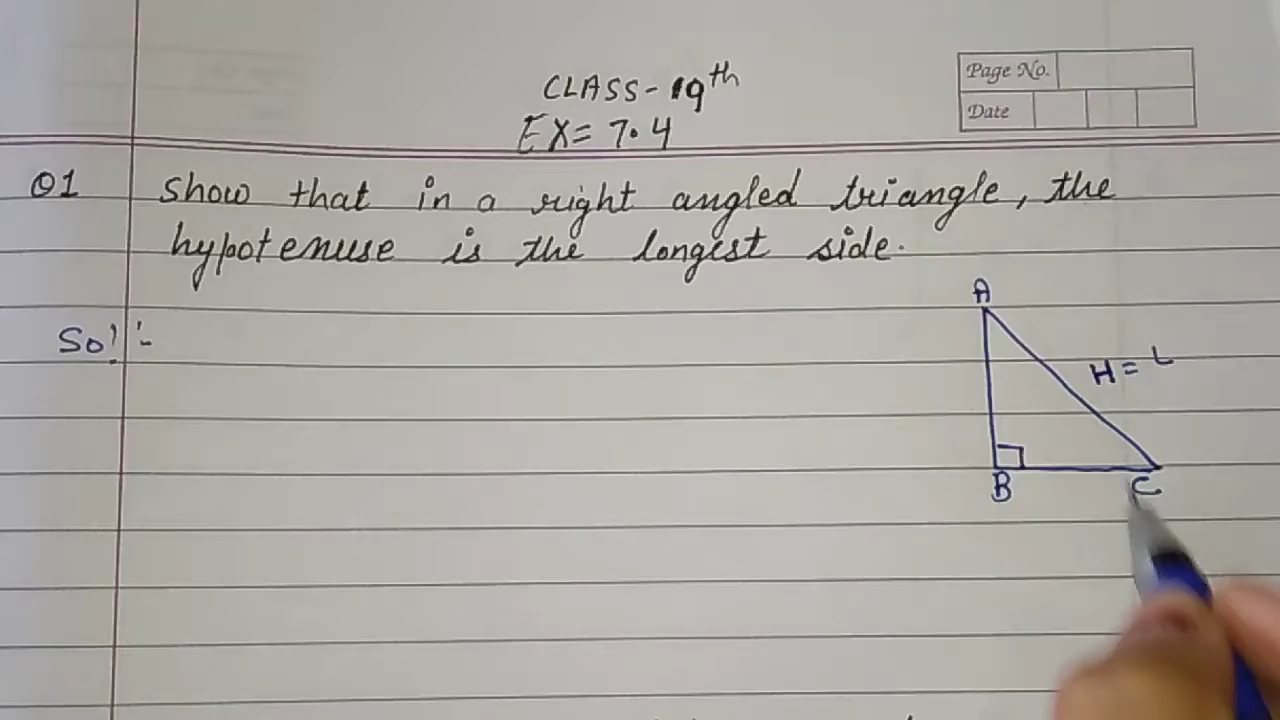 CLASS - 9th
EX = 7.4
Page No.
Date
Q1 Show that in a right angled triangle, the
hypotenuse is the longest side.
A
Sol:-
H = L
B C